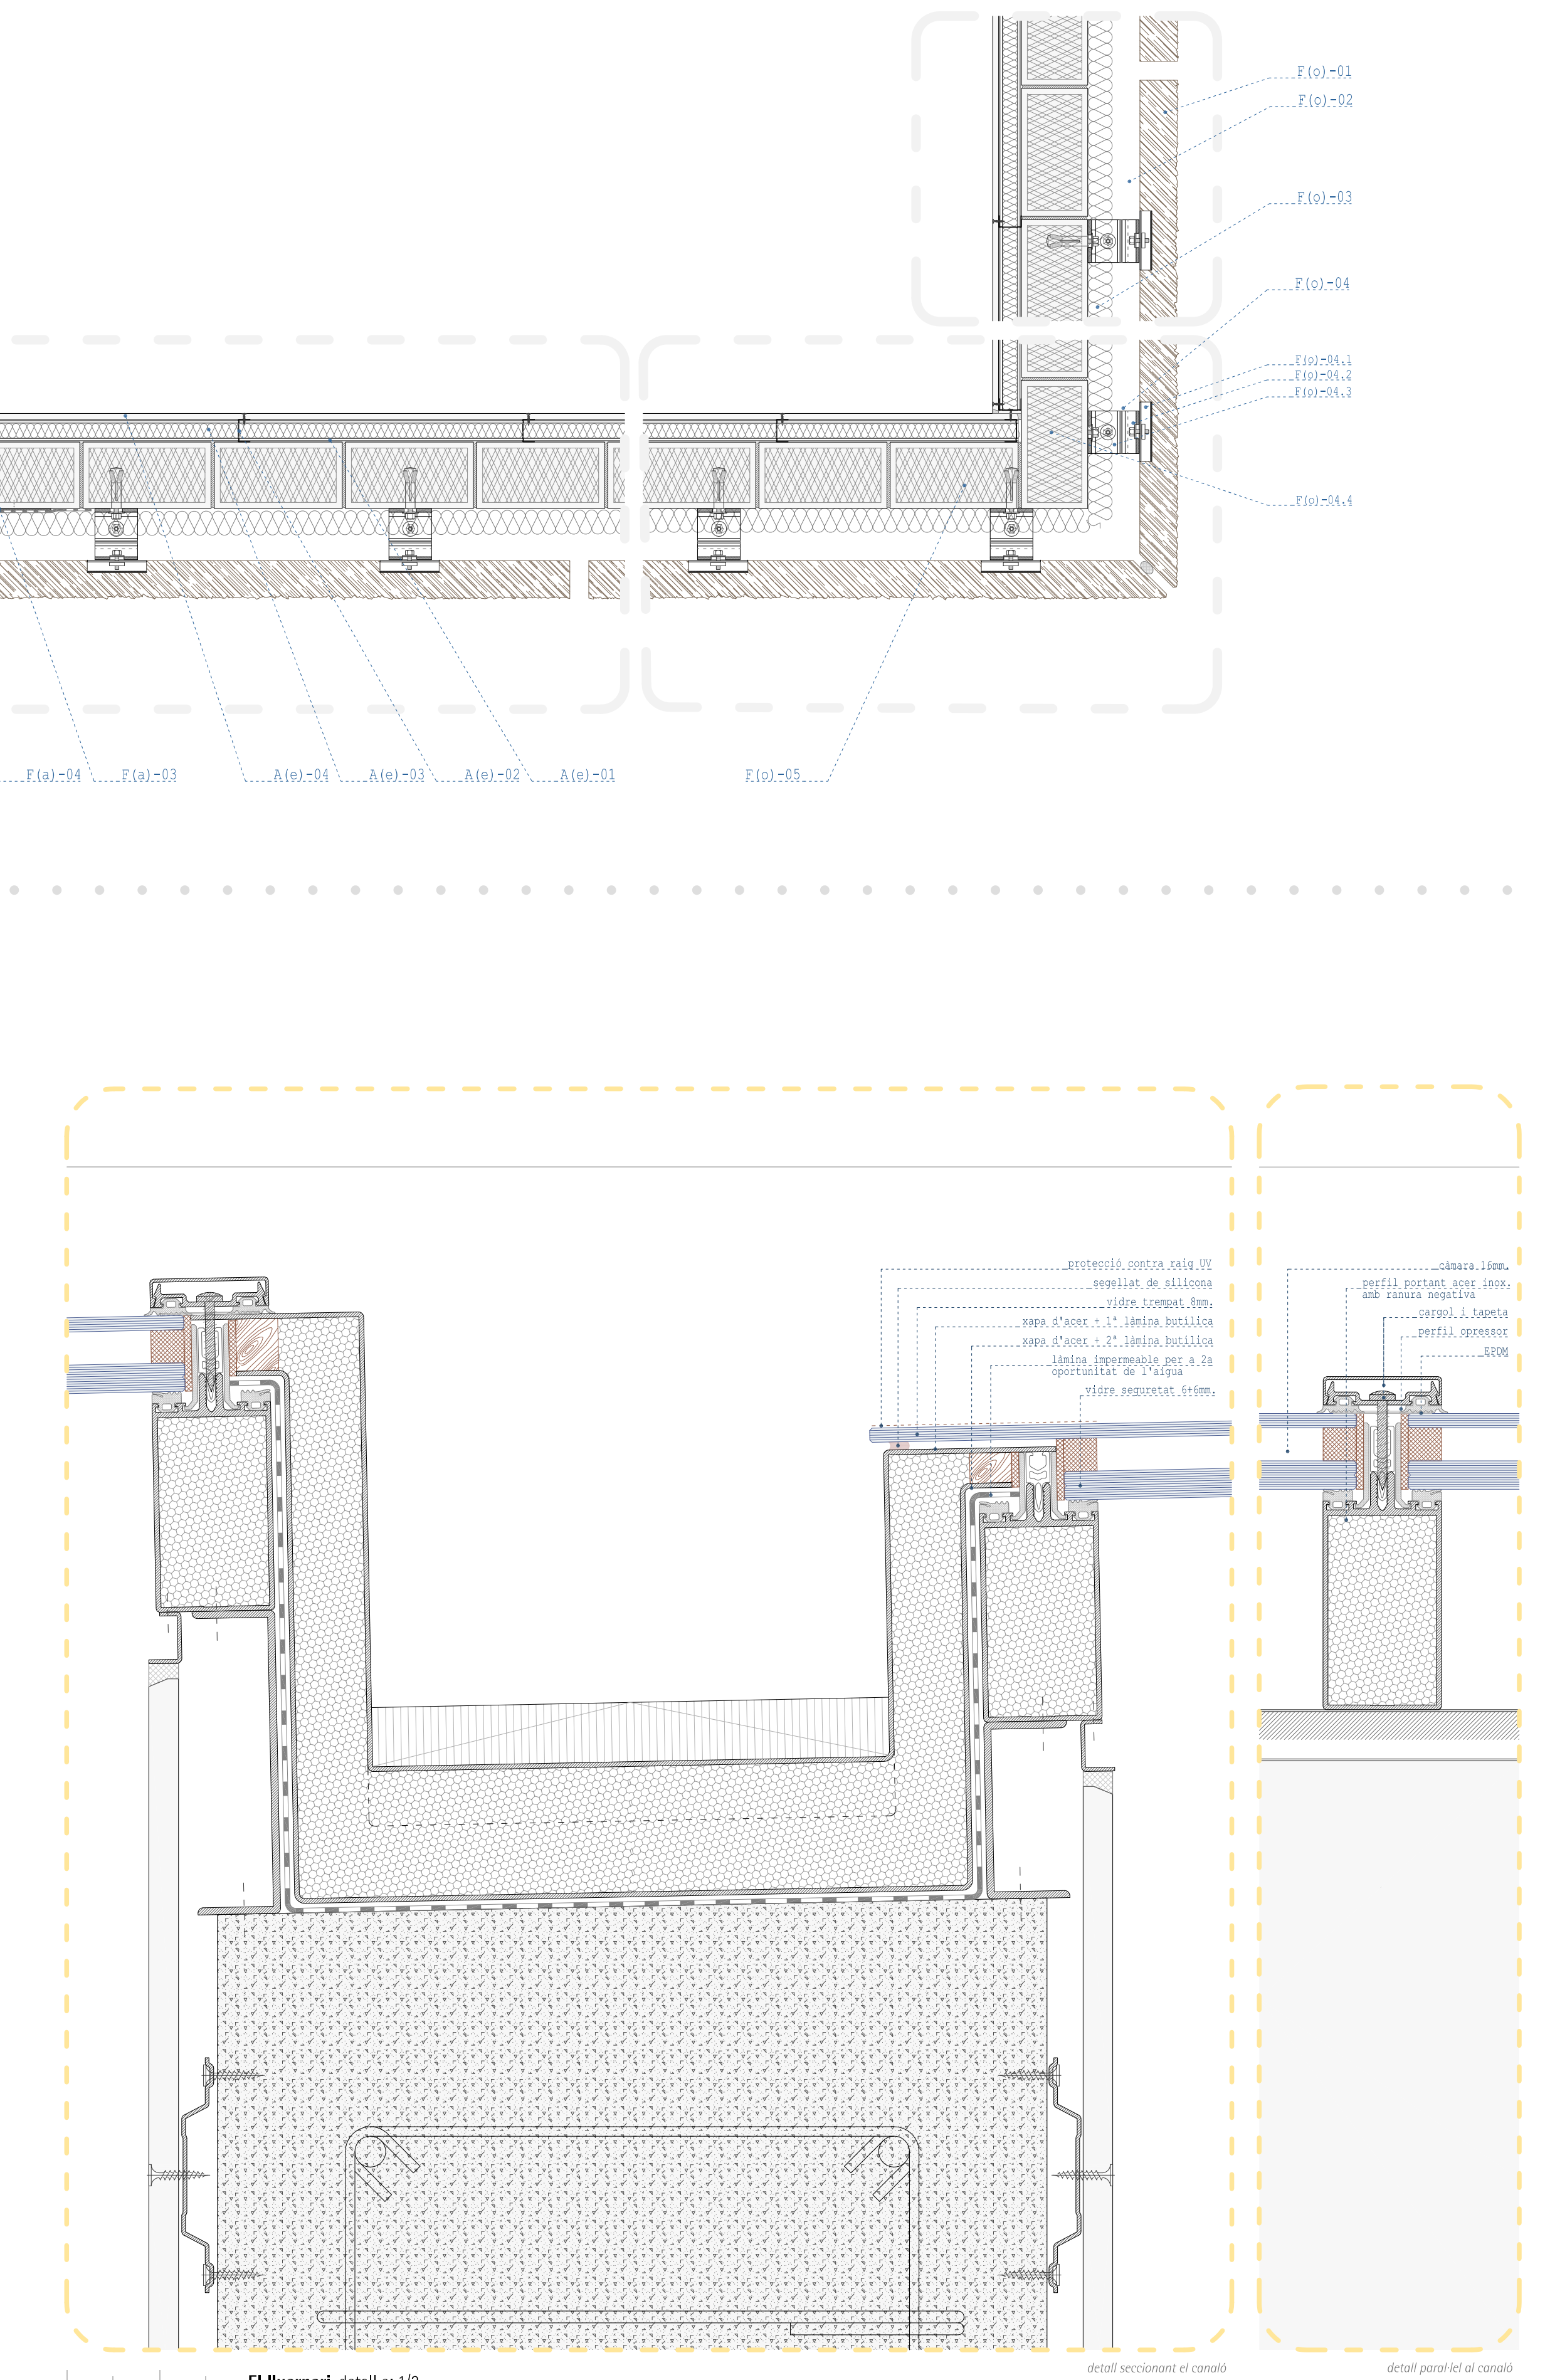 F(o)-01
F(o)-02
F(o)-03
F(o)-04
F(o)-04.1
F(o)-04.2
F(o)-04.3
F(o)-04.4
F(a)-04
F(a)-03
A(e)-04
A(e)-03
A(e)-02
A(e)-01
F(o)-05
protecció contra raig UV
segellat de silicona
vidre trempat 8mm.
xapa d'acer + 1ª làmina butílica
xapa d'acer + 2ª làmina butílica
làmina impermeable per a 2a
oportunitat de l'aigua
vidre seguretat 6+6mm.
càmara 16mm.
perfil portant acer inox.
amb ranura negativa
cargol i tapeta
perfil opressor
EPDM
detall seccionant el canaló
detall paral·lel al canaló